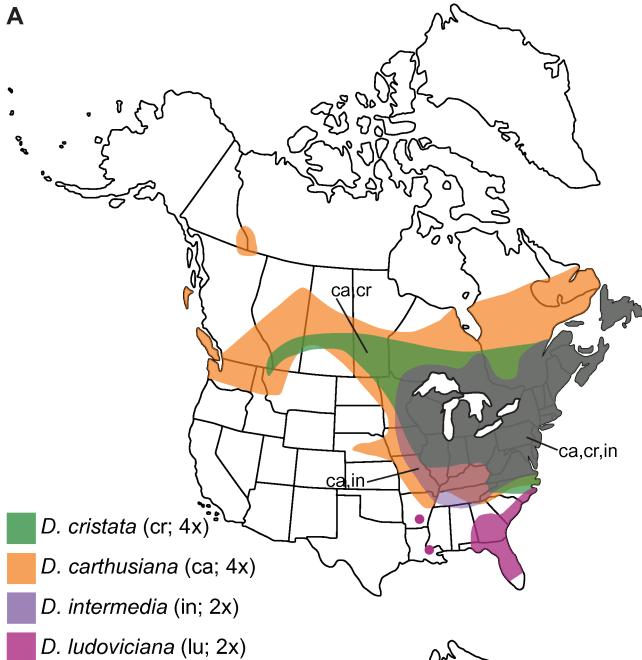 A
ca,cr
ca,cr,in
ca,in
D. cristata (cr; 4x)
D. carthusiana (ca; 4x)
D. intermedia (in; 2x)
D. ludoviciana (lu; 2x)